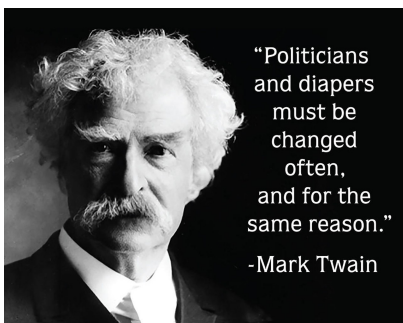 “Politicians
and diapers
must be
changed
often,
and for the
same reason.”
-Mark Twain